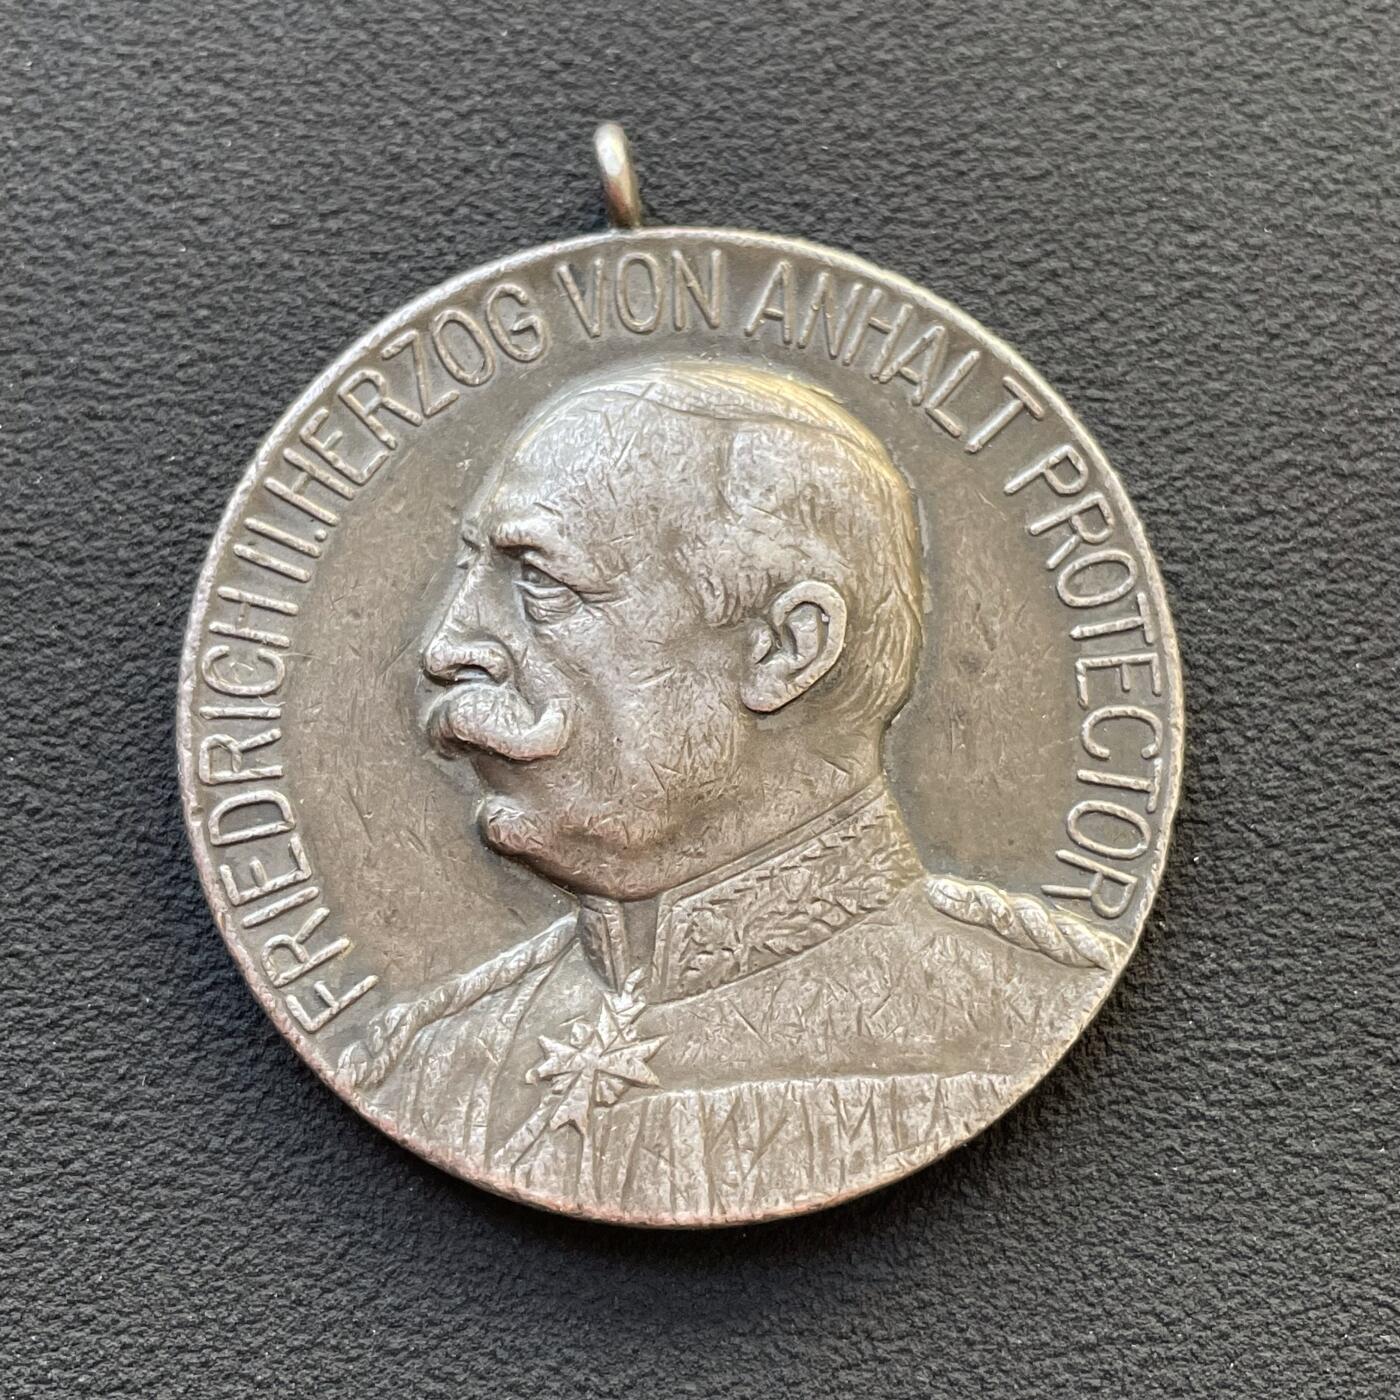 FRIEDRICH II. HERZOG VON ANHALT PROTECTOR